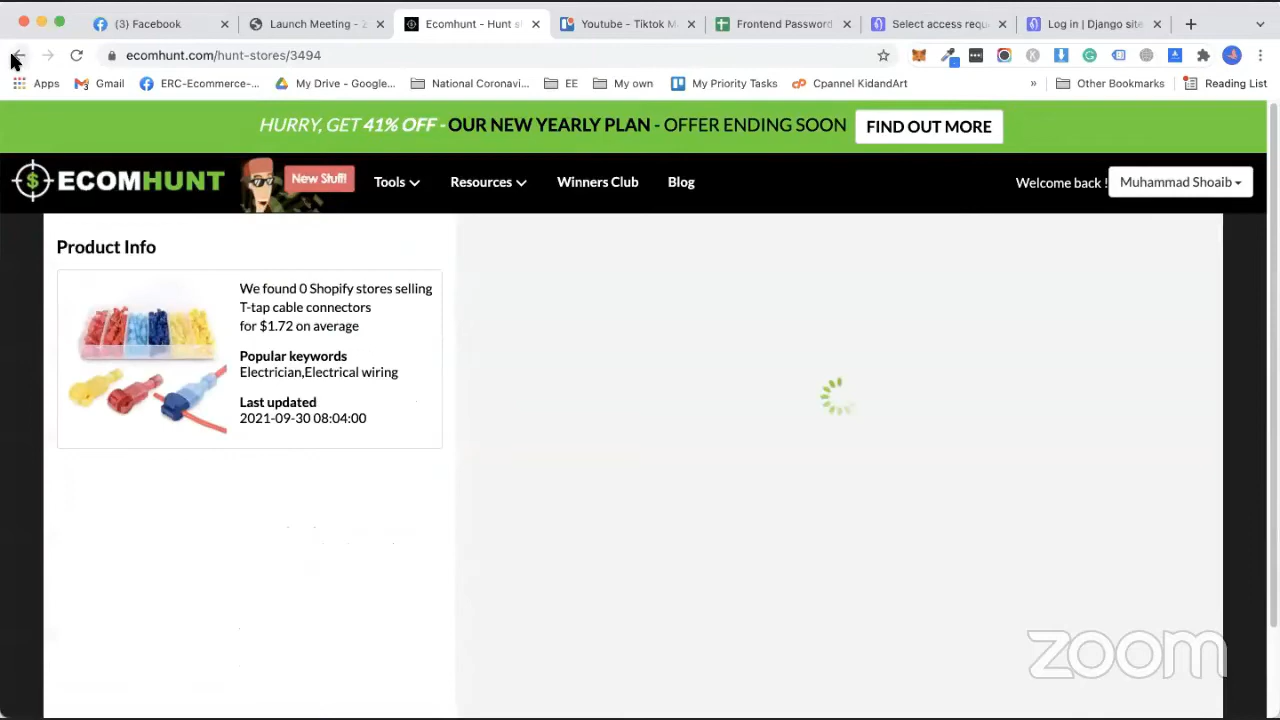 (3) Facebook
Launch Meeting - Z
Ecomhunt - Hunt s
Youtube - Tiktok M
Frontend Password
Select access requ
Log in | Django site
ecomhunt.com/hunt-stores/3494
Apps
Gmail
ERC-Ecommerce-...
My Drive - Google...
National Coronavi...
EE
My own
My Priority Tasks
Cpannel KidandArt
»
Other Bookmarks
Reading List
HURRY, GET 41% OFF - OUR NEW YEARLY PLAN - OFFER ENDING SOON
FIND OUT MORE
ECOMHUNT
New Stuff!
Tools
Resources
Winners Club
Blog
Welcome back !
Muhammad Shoaib
Product Info
We found 0 Shopify stores selling
T-tap cable connectors
for $1.72 on average
Popular keywords
Electrician,Electrical wiring
Last updated
2021-09-30 08:04:00
zoom